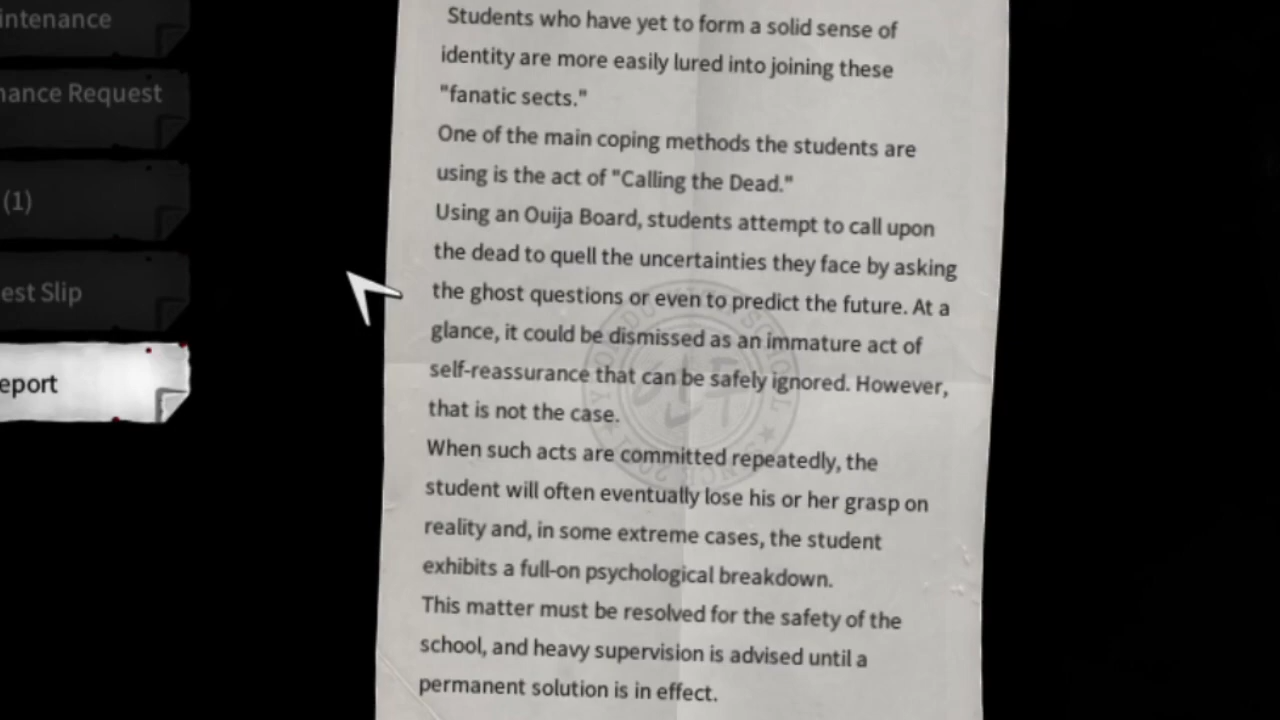 intenance
nance Request
(1)
est Slip
eport
Students who have yet to form a solid sense of
identity are more easily lured into joining these
"fanatic sects."
One of the main coping methods the students are
using is the act of "Calling the Dead."
Using an Ouija Board, students attempt to call upon
the dead to quell the uncertainties they face by asking
the ghost questions or even to predict the future. At a
glance, it could be dismissed as an immature act of
self-reassurance that can be safely ignored. However,
that is not the case.
When such acts are committed repeatedly, the
student will often eventually lose his or her grasp on
reality and, in some extreme cases, the student
exhibits a full-on psychological breakdown.
This matter must be resolved for the safety of the
school, and heavy supervision is advised until a
permanent solution is in effect.